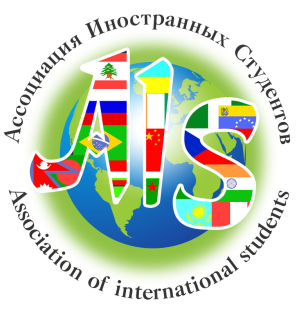 Ассоциация Иностранных Студентов
AIS
Association of international students